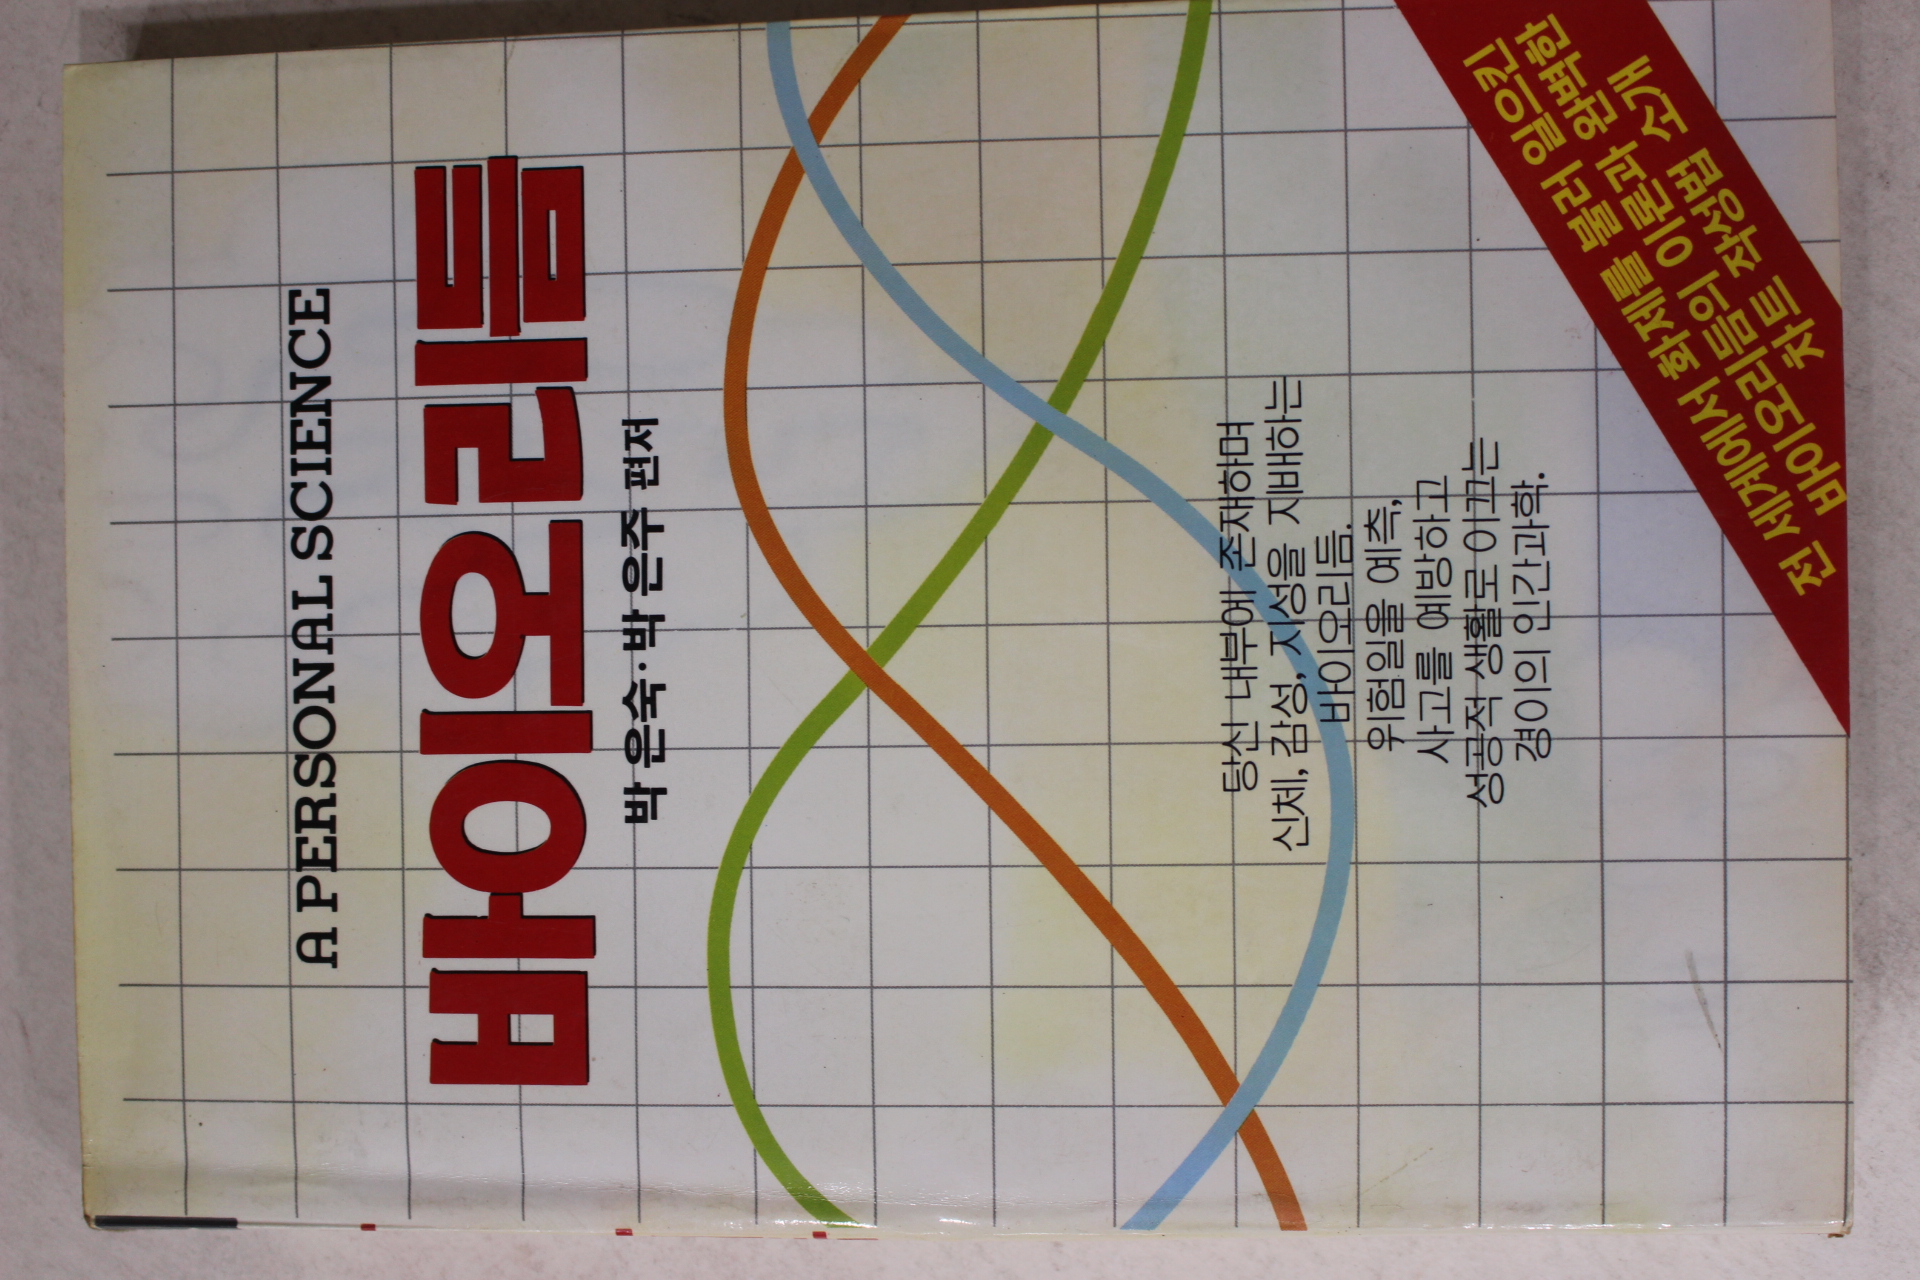 A PERSONAL SCIENCE
바이오리듬
박은숙·박은주 편저
당신 내부에 존재하며
신체, 감성, 지성을 지배하는
바이오리듬.
위험일을 예측,
사고를 예방하고
성공적 생활로 이끄는
경이의 인간과학.
전 세계에서 화제를 불러 일으킨
바이오리듬의 이론과 완벽한
차트 작성법 소개